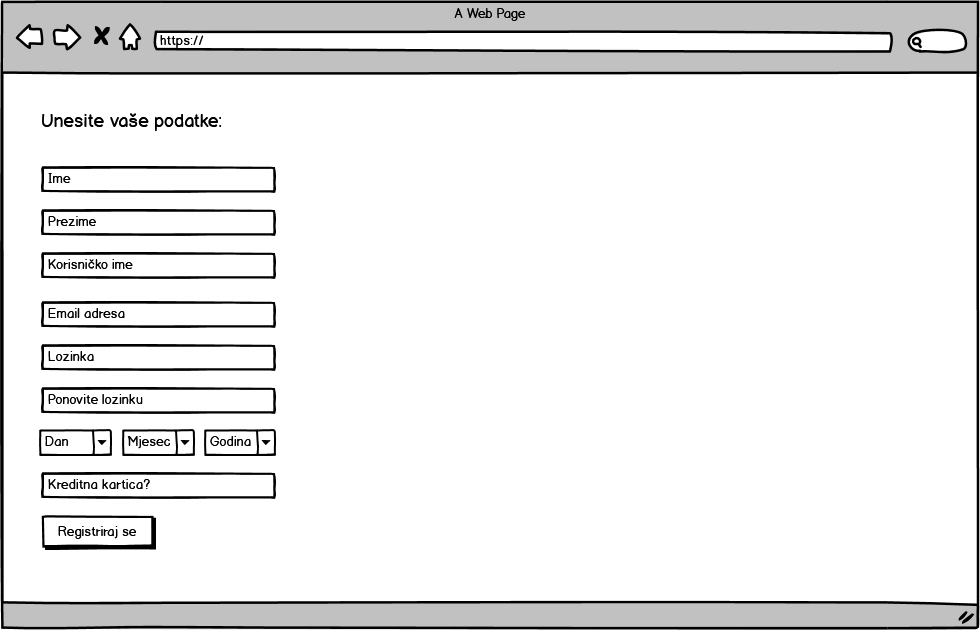 A Web Page
https://
Unesite vaše podatke:
Ime
Prezime
Korisničko ime
Email adresa
Lozinka
Ponovite lozinku
Dan Mjesec Godina
Kreditna kartica?
Registriraj se